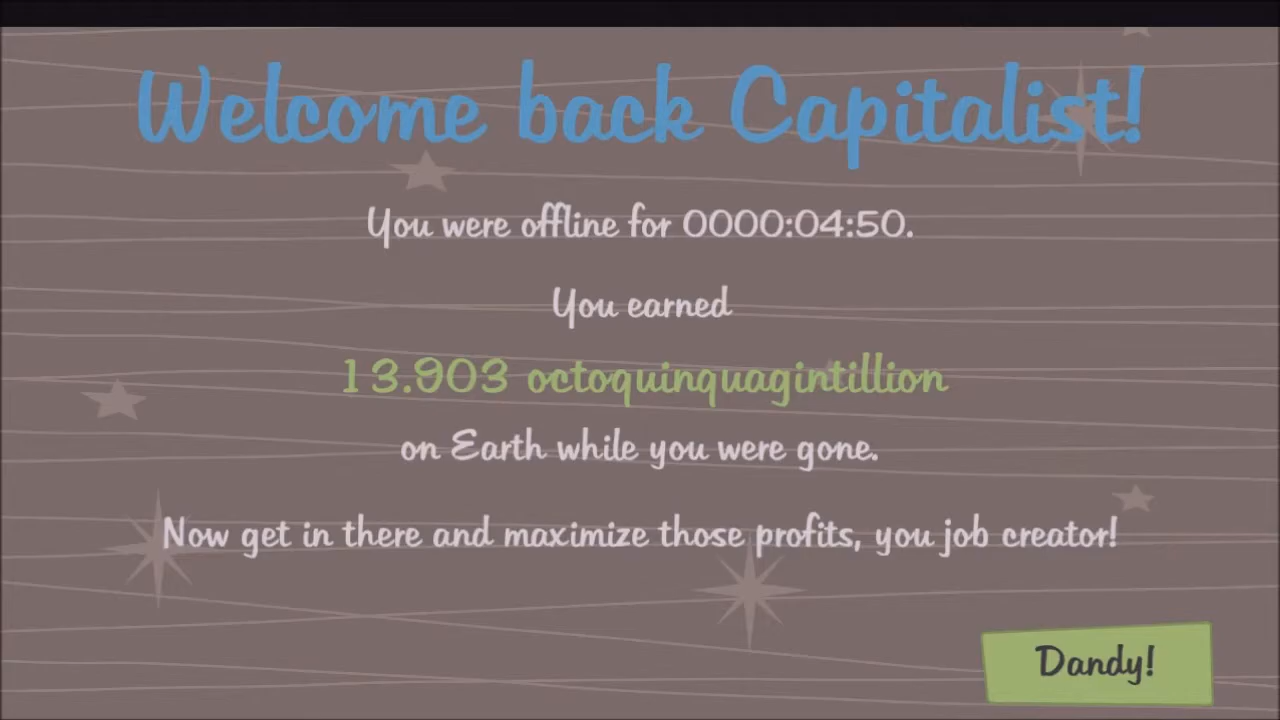 Welcome back Capitalist!
You were offline for 0000:04:50.
You earned
13.903 octoquinquagintillion
on Earth while you were gone.
Now get in there and maximize those profits, you job creator!
Dandy!